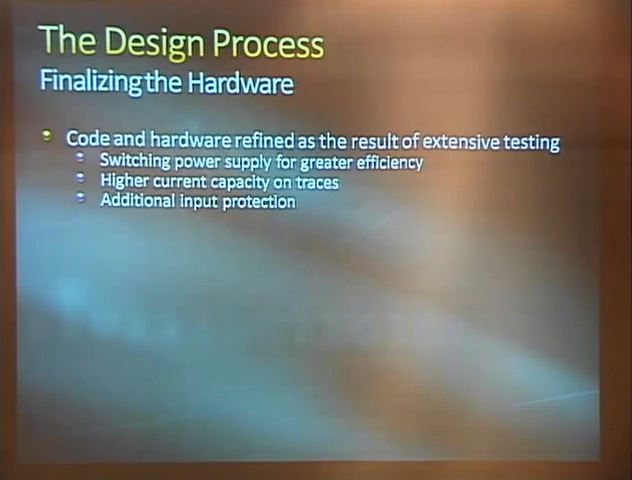 The Design Process
Finalizing the Hardware
Code and hardware refined as the result of extensive testing
Switching power supply for greater efficiency
Higher current capacity on traces
Additional input protection